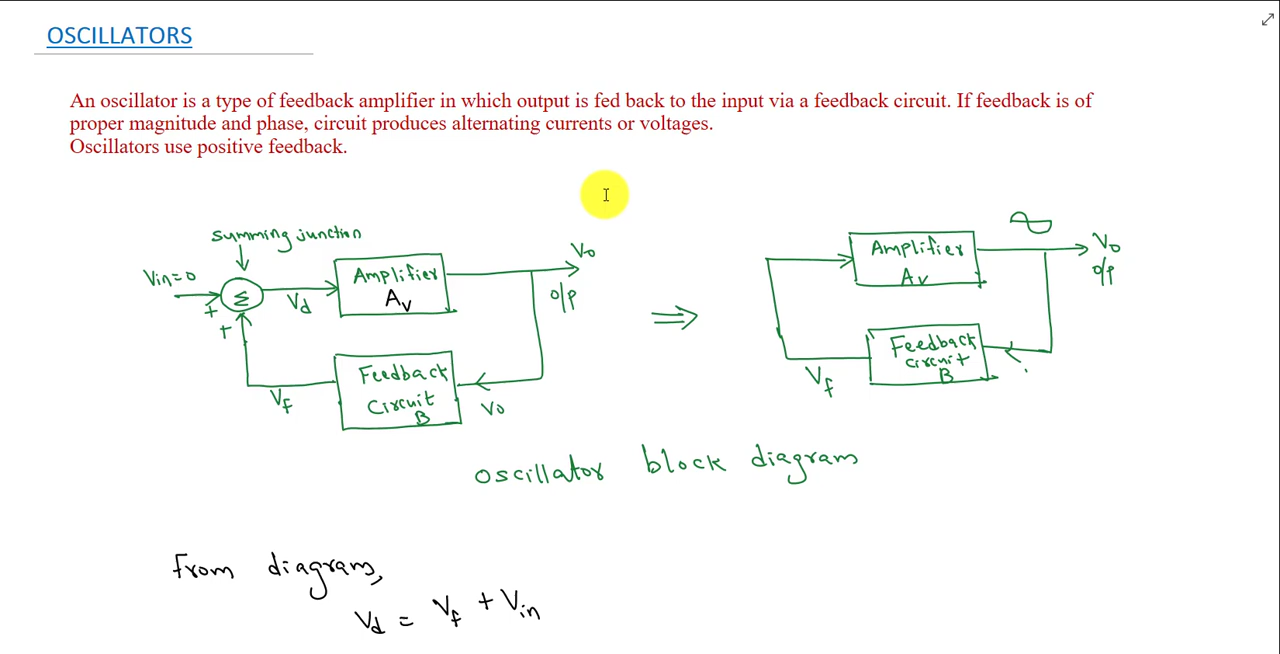 OSCILLATORS
An oscillator is a type of feedback amplifier in which output is fed back to the input via a feedback circuit. If feedback is of
proper magnitude and phase, circuit produces alternating currents or voltages.
Oscillators use positive feedback.
summing junction
Vin=0
+
+
Σ
Vd
Amplifier
Av
Vo
o/p
Feedback
Circuit
B
Vf
Vo
⇒
Amplifier
Av
Vo
o/p
Feedback
circuit
B
Vf
oscillator block diagram
From diagram,
Vd = Vf + Vin